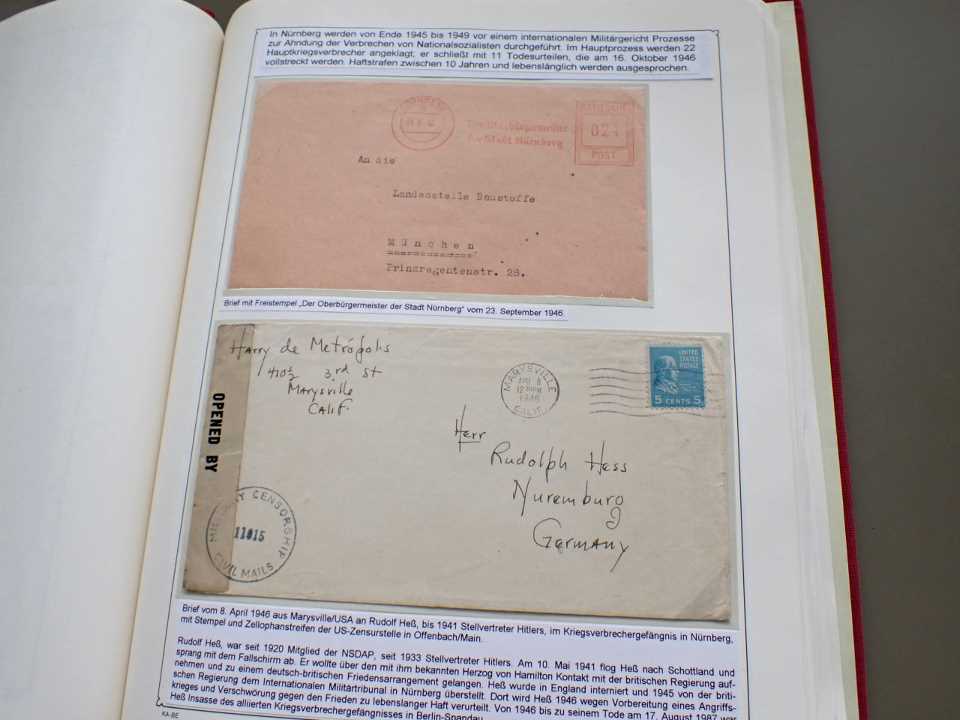 In Nürnberg werden von Ende 1945 bis 1949 vor einem internationalen Militärgericht Prozesse
zur Ahndung der Verbrechen von Nationalsozialisten durchgeführt. Im Hauptprozess werden 22
Hauptkriegsverbrecher angeklagt; er schließt mit 11 Todesurteilen, die am 16. Oktober 1946
vollstreckt werden. Haftstrafen zwischen 10 Jahren und lebenslänglich werden ausgesprochen.
der Stadt Nürnberg
024
POST
An die
Landesstelle Baustoffe
München
Prinzregentenstr. 28.
Brief mit Freistempel „Der Oberbürgermeister der Stadt Nürnberg" vom 23. September 1946.
Harry de Metrópolis
410½ 3rd St
Marysville
CALIF.
MARYSVILLE
8
1946
CALIF.
UNITED
STATES
POSTAGE
5 CENTS 5
Herr
Rudolph Hess
Nuremburg
Germany
OPENED BY
MILITARY CENSORSHIP
11015
CIVIL MAILS
Brief vom 8. April 1946 aus Marysville/USA an Rudolf Heß, bis 1941 Stellvertreter Hitlers, im Kriegsverbrechergefängnis in Nürnberg,
mit Stempel und Zellophanstreifen der US-Zensurstelle in Offenbach/Main.
Rudolf Heß, war seit 1920 Mitglied der NSDAP, seit 1933 Stellvertreter Hitlers. Am 10. Mai 1941 flog Heß nach Schottland und
sprang mit dem Fallschirm ab. Er wollte über den mit ihm bekannten Herzog von Hamilton Kontakt mit der britischen Regierung auf-
nehmen und zu einem deutsch-britischen Friedensarrangement gelangen. Heß wurde in England interniert und 1945 von der briti-
schen Regierung dem Internationalen Militärtribunal in Nürnberg überstellt. Dort wird Heß 1946 wegen Vorbereitung eines Angriffs-
krieges und Verschwörung gegen den Frieden zu lebenslanger Haft verurteilt. Von 1946 bis zu seinem Tode am 17. August 1987 war
Heß Insasse des alliierten Kriegsverbrechergefängnisses in Berlin-Spandau.
KA-BE